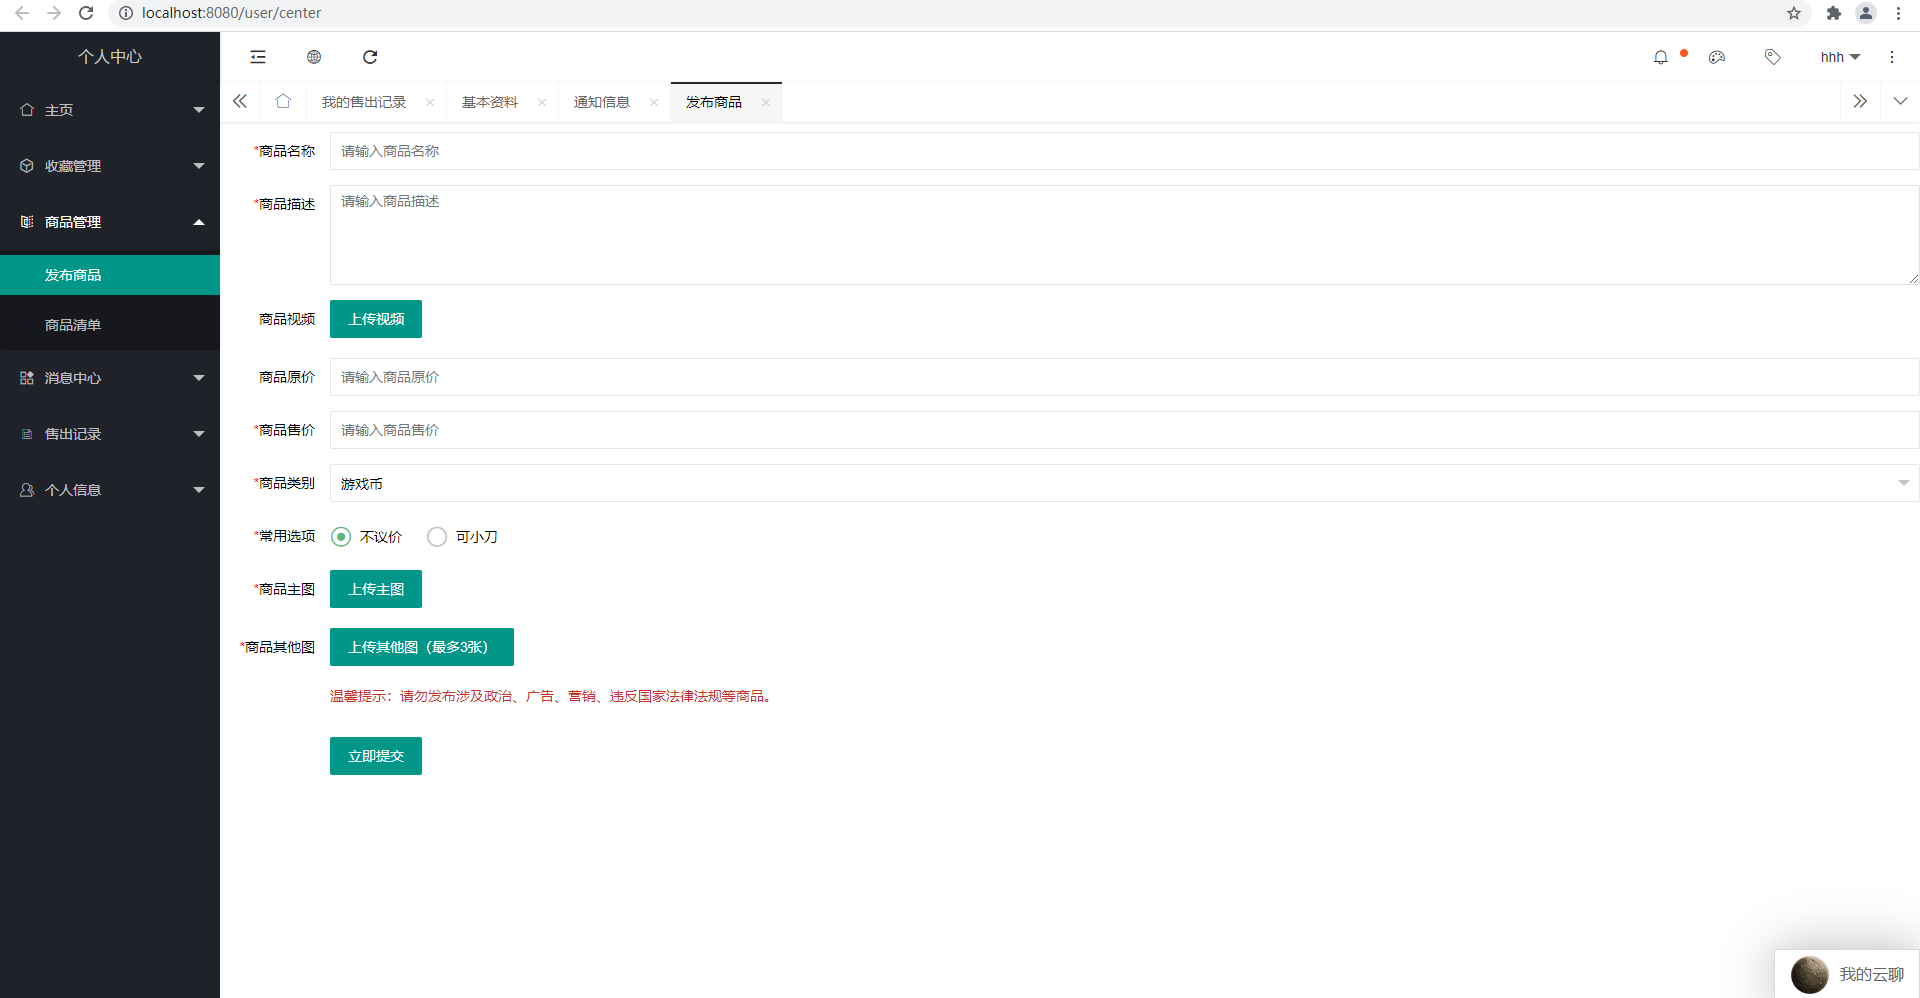 localhost:8080/user/center
个人中心
hhh
我的售出记录
基本资料
通知信息
发布商品
主页
收藏管理
商品管理
发布商品
商品清单
消息中心
售出记录
个人信息
*商品名称 请输入商品名称
*商品描述 请输入商品描述
商品视频 上传视频
商品原价 请输入商品原价
*商品售价 请输入商品售价
*商品类别 游戏币
*常用选项 不议价 可小刀
*商品主图 上传主图
*商品其他图 上传其他图（最多3张）
温馨提示：请勿发布涉及政治、广告、营销、违反国家法律法规等商品。
立即提交
我的云聊